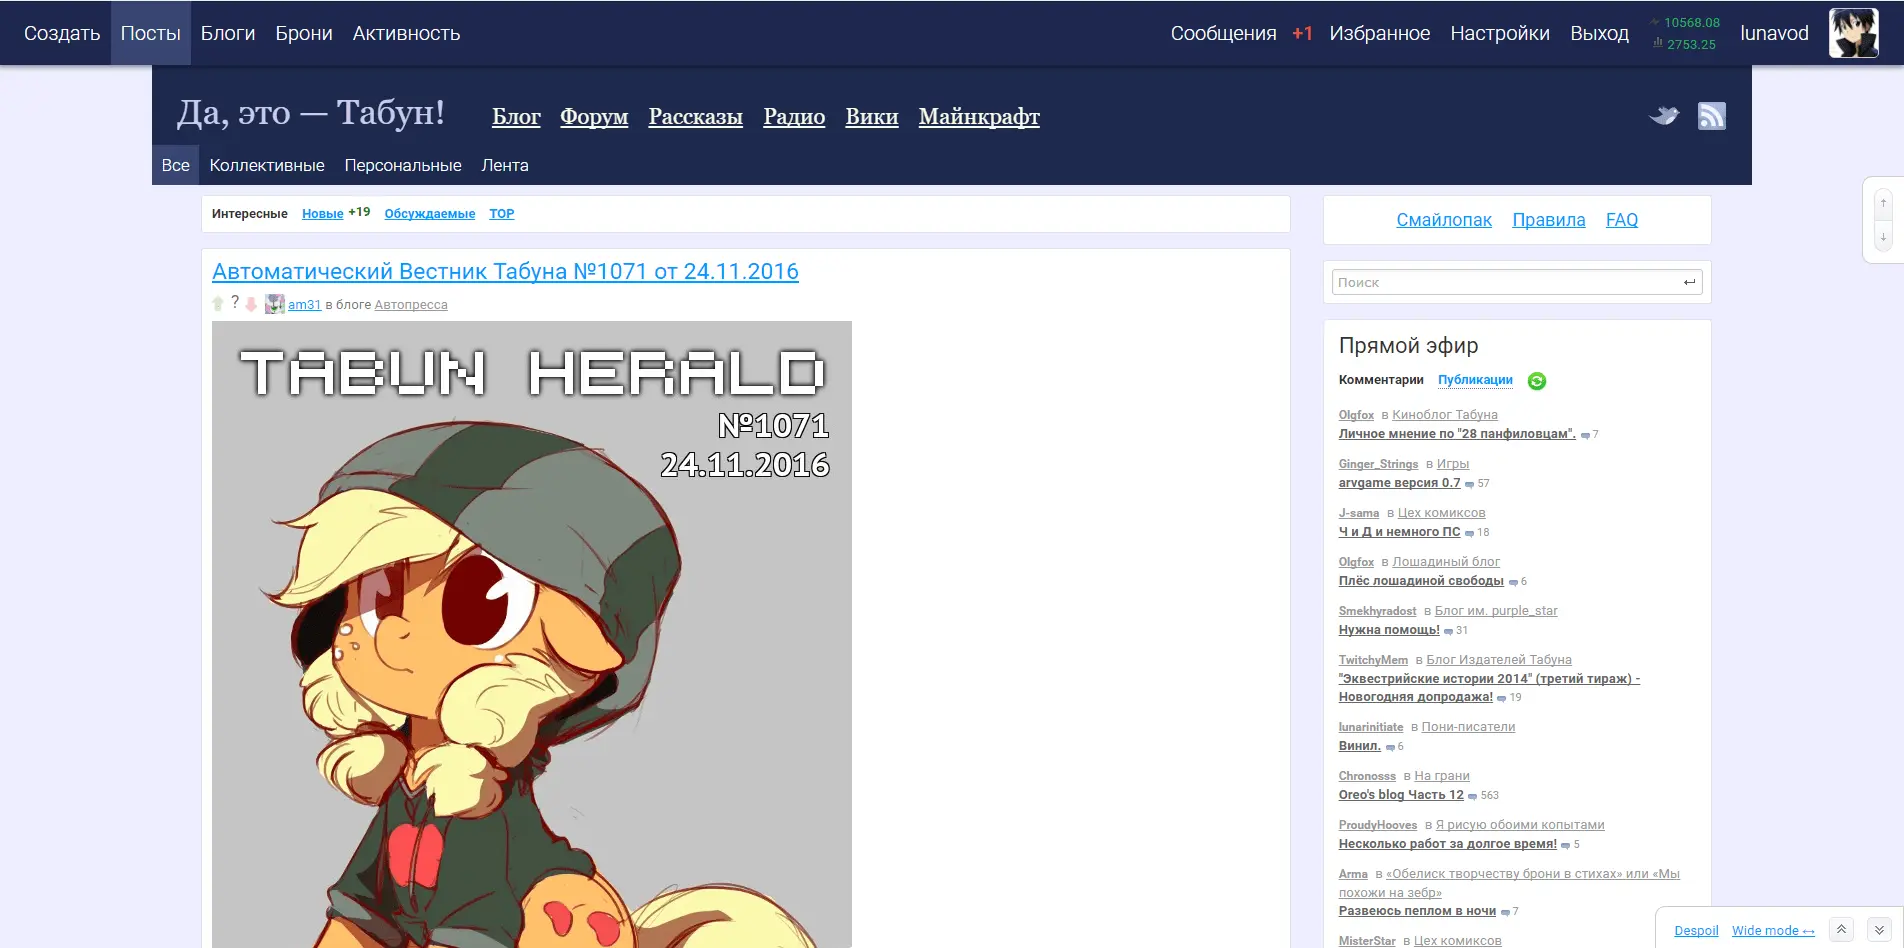 Создать Посты Блоги Брони Активность Сообщения +1 Избранное Настройки Выход 10568.08 2753.25 lunavod
Да, это — Табун! Блог Форум Рассказы Радио Вики Майнкрафт
Все Коллективные Персональные Лента
Интересные Новые +19 Обсуждаемые TOP
Автоматический Вестник Табуна №1071 от 24.11.2016
? am31 в блоге Автопресса
TABUN HERALD
№1071
24.11.2016
Смайлопак Правила FAQ
Поиск
Прямой эфир
Комментарии Публикации
Olgfox в Киноблог Табуна
Личное мнение по "28 панфиловцам". 7
Ginger_Strings в Игры
arvgame версия 0.7 57
J-sama в Цех комиксов
Ч и Д и немного ПС 18
Olgfox в Лошадиный блог
Плёс лошадиной свободы 6
Smekhyradost в Блог им. purple_star
Нужна помощь! 31
TwitchyMem в Блог Издателей Табуна
"Эквестрийские истории 2014" (третий тираж) -
Новогодняя допродажа! 19
lunarinitiate в Пони-писатели
Винил. 6
Chronosss в На грани
Oreo's blog Часть 12 563
ProudyHooves в Я рисую обоими копытами
Несколько работ за долгое время! 5
Arma в «Обелиск творчеству брони в стихах» или «Мы
похожи на зебр»
Развеюсь пеплом в ночи 7
MisterStar в Цех комиксов
Despoil Wide mode ↔